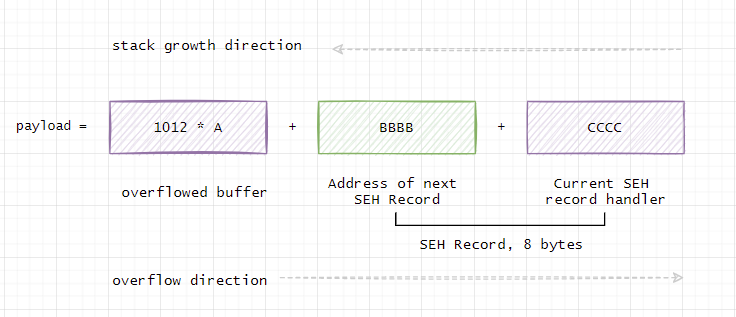 stack growth direction
payload = 1012 * A + BBBB + CCCC
overflowed buffer
Address of next
SEH Record
Current SEH
record handler
SEH Record, 8 bytes
overflow direction